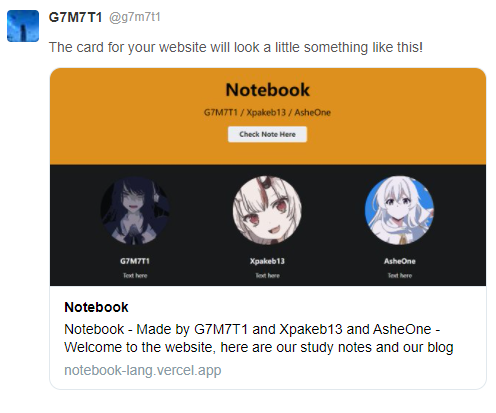 G7M7T1 @g7m7t1
The card for your website will look a little something like this!
Notebook
G7M7T1 / Xpakeb13 / AsheOne
Check Note Here
G7M7T1 Xpakeb13 AsheOne
Text here Text here Text here
Notebook
Notebook - Made by G7M7T1 and Xpakeb13 and AsheOne -
Welcome to the website, here are our study notes and our blog
notebook-lang.vercel.app